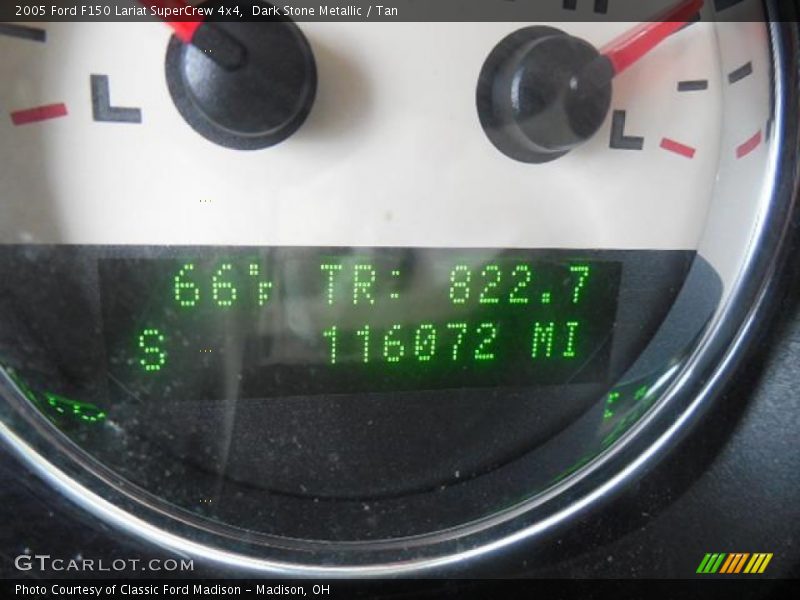 2005 Ford F150 Lariat SuperCrew 4x4, Dark Stone Metallic / Tan
L
L
66°F TR: 822.7
S 116072 MI
GTCARLOT.COM
Photo Courtesy of Classic Ford Madison - Madison, OH